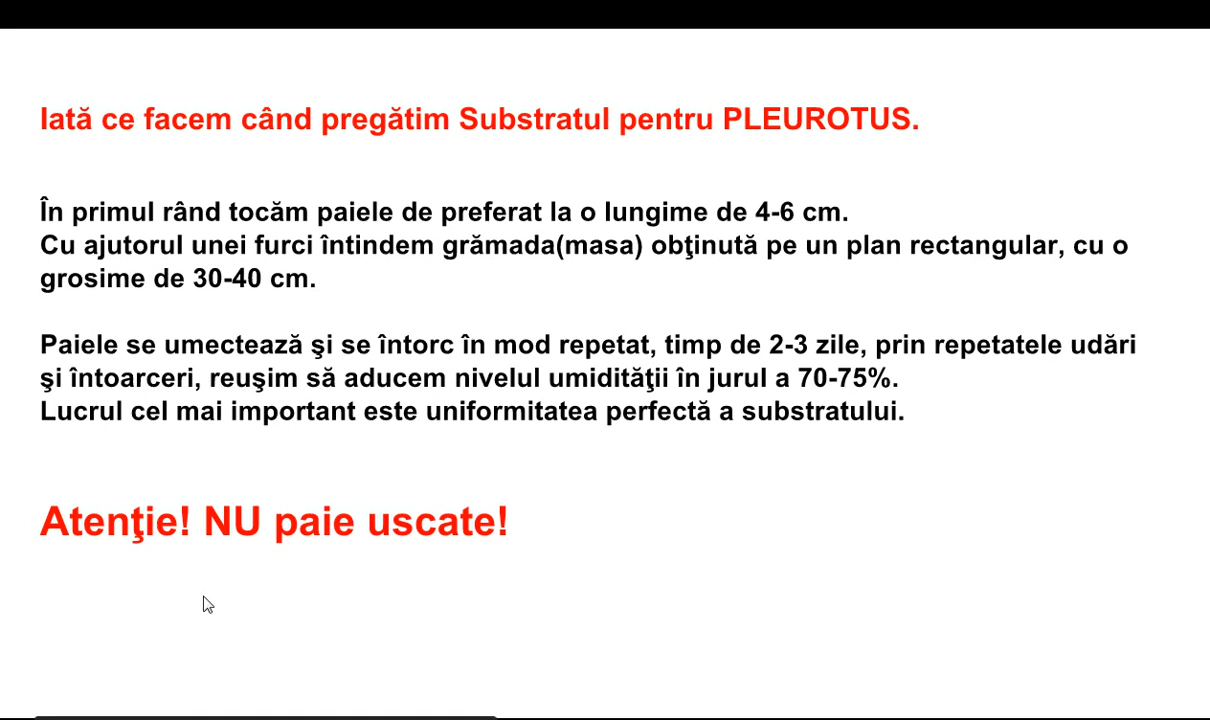 Iată ce facem când pregătim Substratul pentru PLEUROTUS.
În primul rând tocăm paiele de preferat la o lungime de 4-6 cm.
Cu ajutorul unei furci întindem grămada(masa) obţinută pe un plan rectangular, cu o
grosime de 30-40 cm.
Paiele se umectează şi se întorc în mod repetat, timp de 2-3 zile, prin repetatele udări
şi întoarceri, reuşim să aducem nivelul umidităţii în jurul a 70-75%.
Lucrul cel mai important este uniformitatea perfectă a substratului.
Atenţie! NU paie uscate!